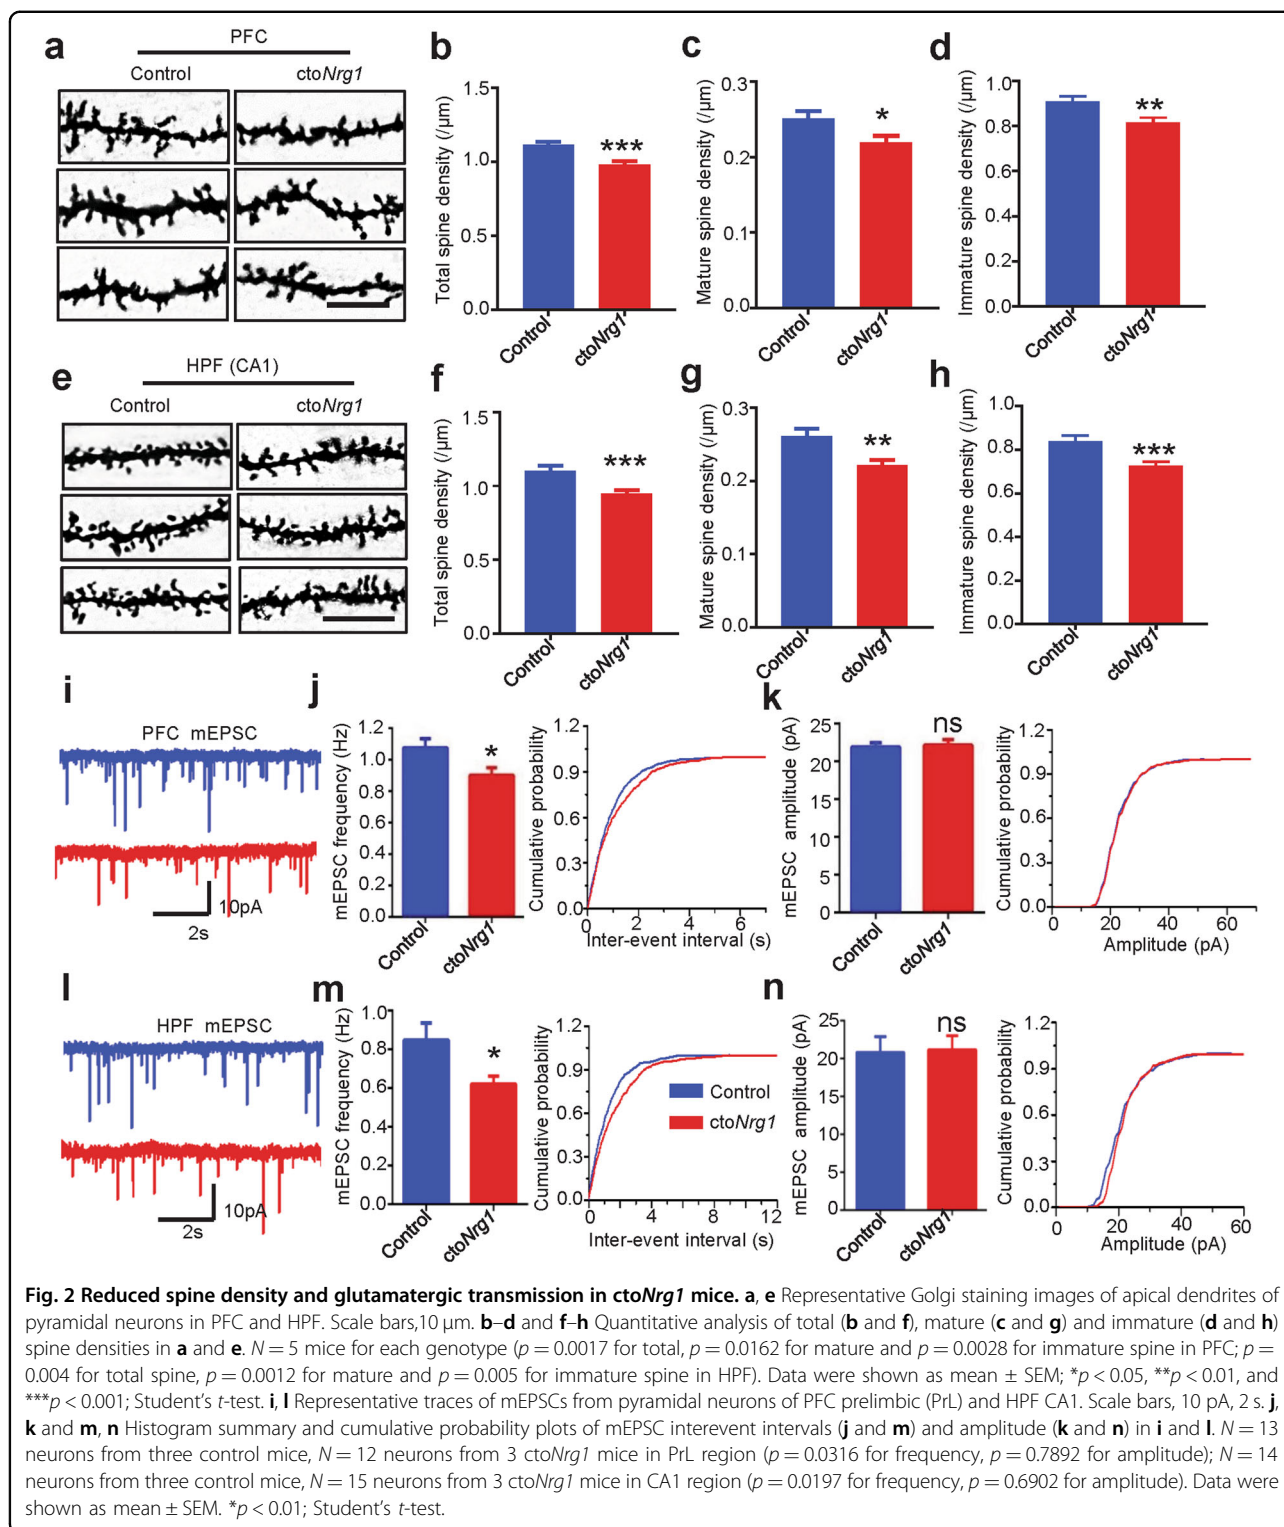 a
PFC
Control
ctoNrg1
b
Total spine density (/μm)
1.5
1.0
0.5
0.0
***
Control
ctoNrg1
c
Mature spine density (/μm)
0.3
0.2
0.1
0.0
*
Control
ctoNrg1
d
Immature spine density (/μm)
1.0
0.8
0.6
0.4
0.2
0.0
**
Control
ctoNrg1
e
HPF (CA1)
Control
ctoNrg1
f
Total spine density (/μm)
1.5
1.0
0.5
0.0
***
Control
ctoNrg1
g
Mature spine density (/μm)
0.3
0.2
0.1
0.0
**
Control
ctoNrg1
h
Immature spine density (/μm)
1.0
0.8
0.6
0.4
0.2
0.0
***
Control
ctoNrg1
i
PFC mEPSC
10pA
2s
j
mEPSC frequency (Hz)
1.2
1.0
0.8
0.6
0.4
0.2
0.0
*
Control
ctoNrg1
Cumulative probability
1.2
0.9
0.6
0.3
0.0
0 2 4 6
Inter-event interval (s)
k
mEPSC amplitude (pA)
25
20
15
10
5
0
ns
Control
ctoNrg1
Cumulative probability
1.2
0.9
0.6
0.3
0.0
0 20 40 60
Amplitude (pA)
l
HPF mEPSC
10pA
2s
m
mEPSC frequency (Hz)
1.0
0.8
0.6
0.4
0.2
0.0
*
Control
ctoNrg1
Cumulative probability
1.2
0.9
0.6
0.3
0.0
Control
ctoNrg1
0 4 8 12
Inter-event interval (s)
n
mEPSC amplitude (pA)
25
20
15
10
5
0
ns
Control
ctoNrg1
Cumulative probability
1.2
0.9
0.6
0.3
0.0
0 20 40 60
Amplitude (pA)
Fig. 2 Reduced spine density and glutamatergic transmission in ctoNrg1 mice. a, e Representative Golgi staining images of apical dendrites of
pyramidal neurons in PFC and HPF. Scale bars,10 μm. b–d and f–h Quantitative analysis of total (b and f), mature (c and g) and immature (d and h)
spine densities in a and e. N = 5 mice for each genotype (p = 0.0017 for total, p = 0.0162 for mature and p = 0.0028 for immature spine in PFC; p =
0.004 for total spine, p = 0.0012 for mature and p = 0.005 for immature spine in HPF). Data were shown as mean ± SEM; *p < 0.05, **p < 0.01, and
***p < 0.001; Student's t-test. i, l Representative traces of mEPSCs from pyramidal neurons of PFC prelimbic (PrL) and HPF CA1. Scale bars, 10 pA, 2 s. j,
k and m, n Histogram summary and cumulative probability plots of mEPSC interevent intervals (j and m) and amplitude (k and n) in i and l. N = 13
neurons from three control mice, N = 12 neurons from 3 ctoNrg1 mice in PrL region (p = 0.0316 for frequency, p = 0.7892 for amplitude); N = 14
neurons from three control mice, N = 15 neurons from 3 ctoNrg1 mice in CA1 region (p = 0.0197 for frequency, p = 0.6902 for amplitude). Data were
shown as mean ± SEM. *p < 0.01; Student's t-test.